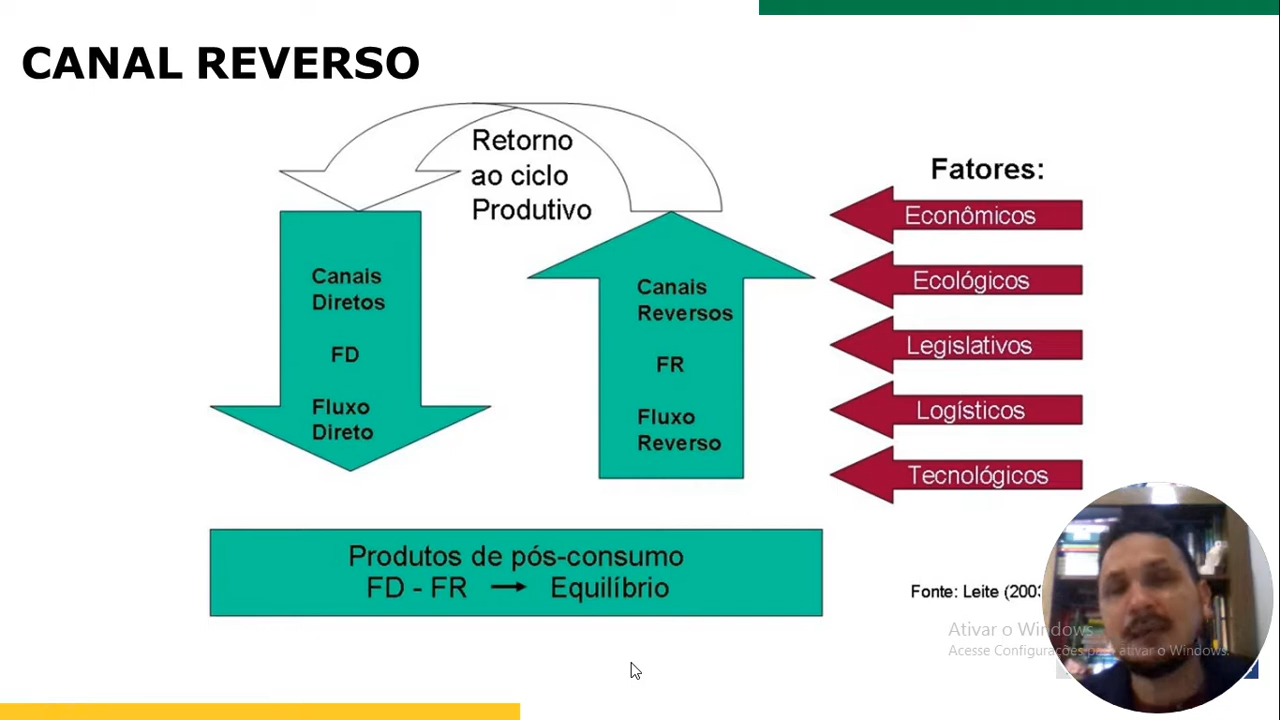 CANAL REVERSO
Retorno
ao ciclo
Produtivo
Canais
Diretos
FD
Fluxo
Direto
Canais
Reversos
FR
Fluxo
Reverso
Fatores:
Econômicos
Ecológicos
Legislativos
Logísticos
Tecnológicos
Produtos de pós-consumo
FD - FR → Equilíbrio
Fonte: Leite
Ativar o Windows
Acesse Configurações para ativar o Windows.